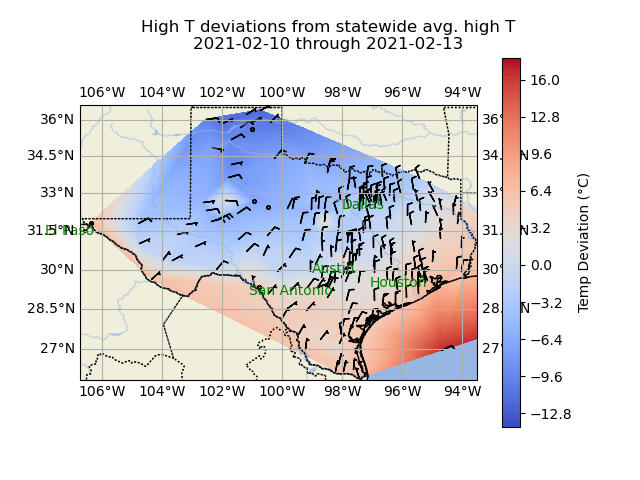 High T deviations from statewide avg. high T
2021-02-10 through 2021-02-13
106°W 104°W 102°W 100°W 98°W 96°W 94°W
36°N 36°
34.5°N 34. N
33°N 33°
31.5°N 31. N
30°N 30°
28.5°N 28. N
27°N 27°
El Paso
Dallas
Austin
San Antonio
Houston
106°W 104°W 102°W 100°W 98°W 96°W 94°W
16.0
12.8
9.6
6.4
3.2
0.0
−3.2
−6.4
−9.6
−12.8
Temp Deviation (°C)